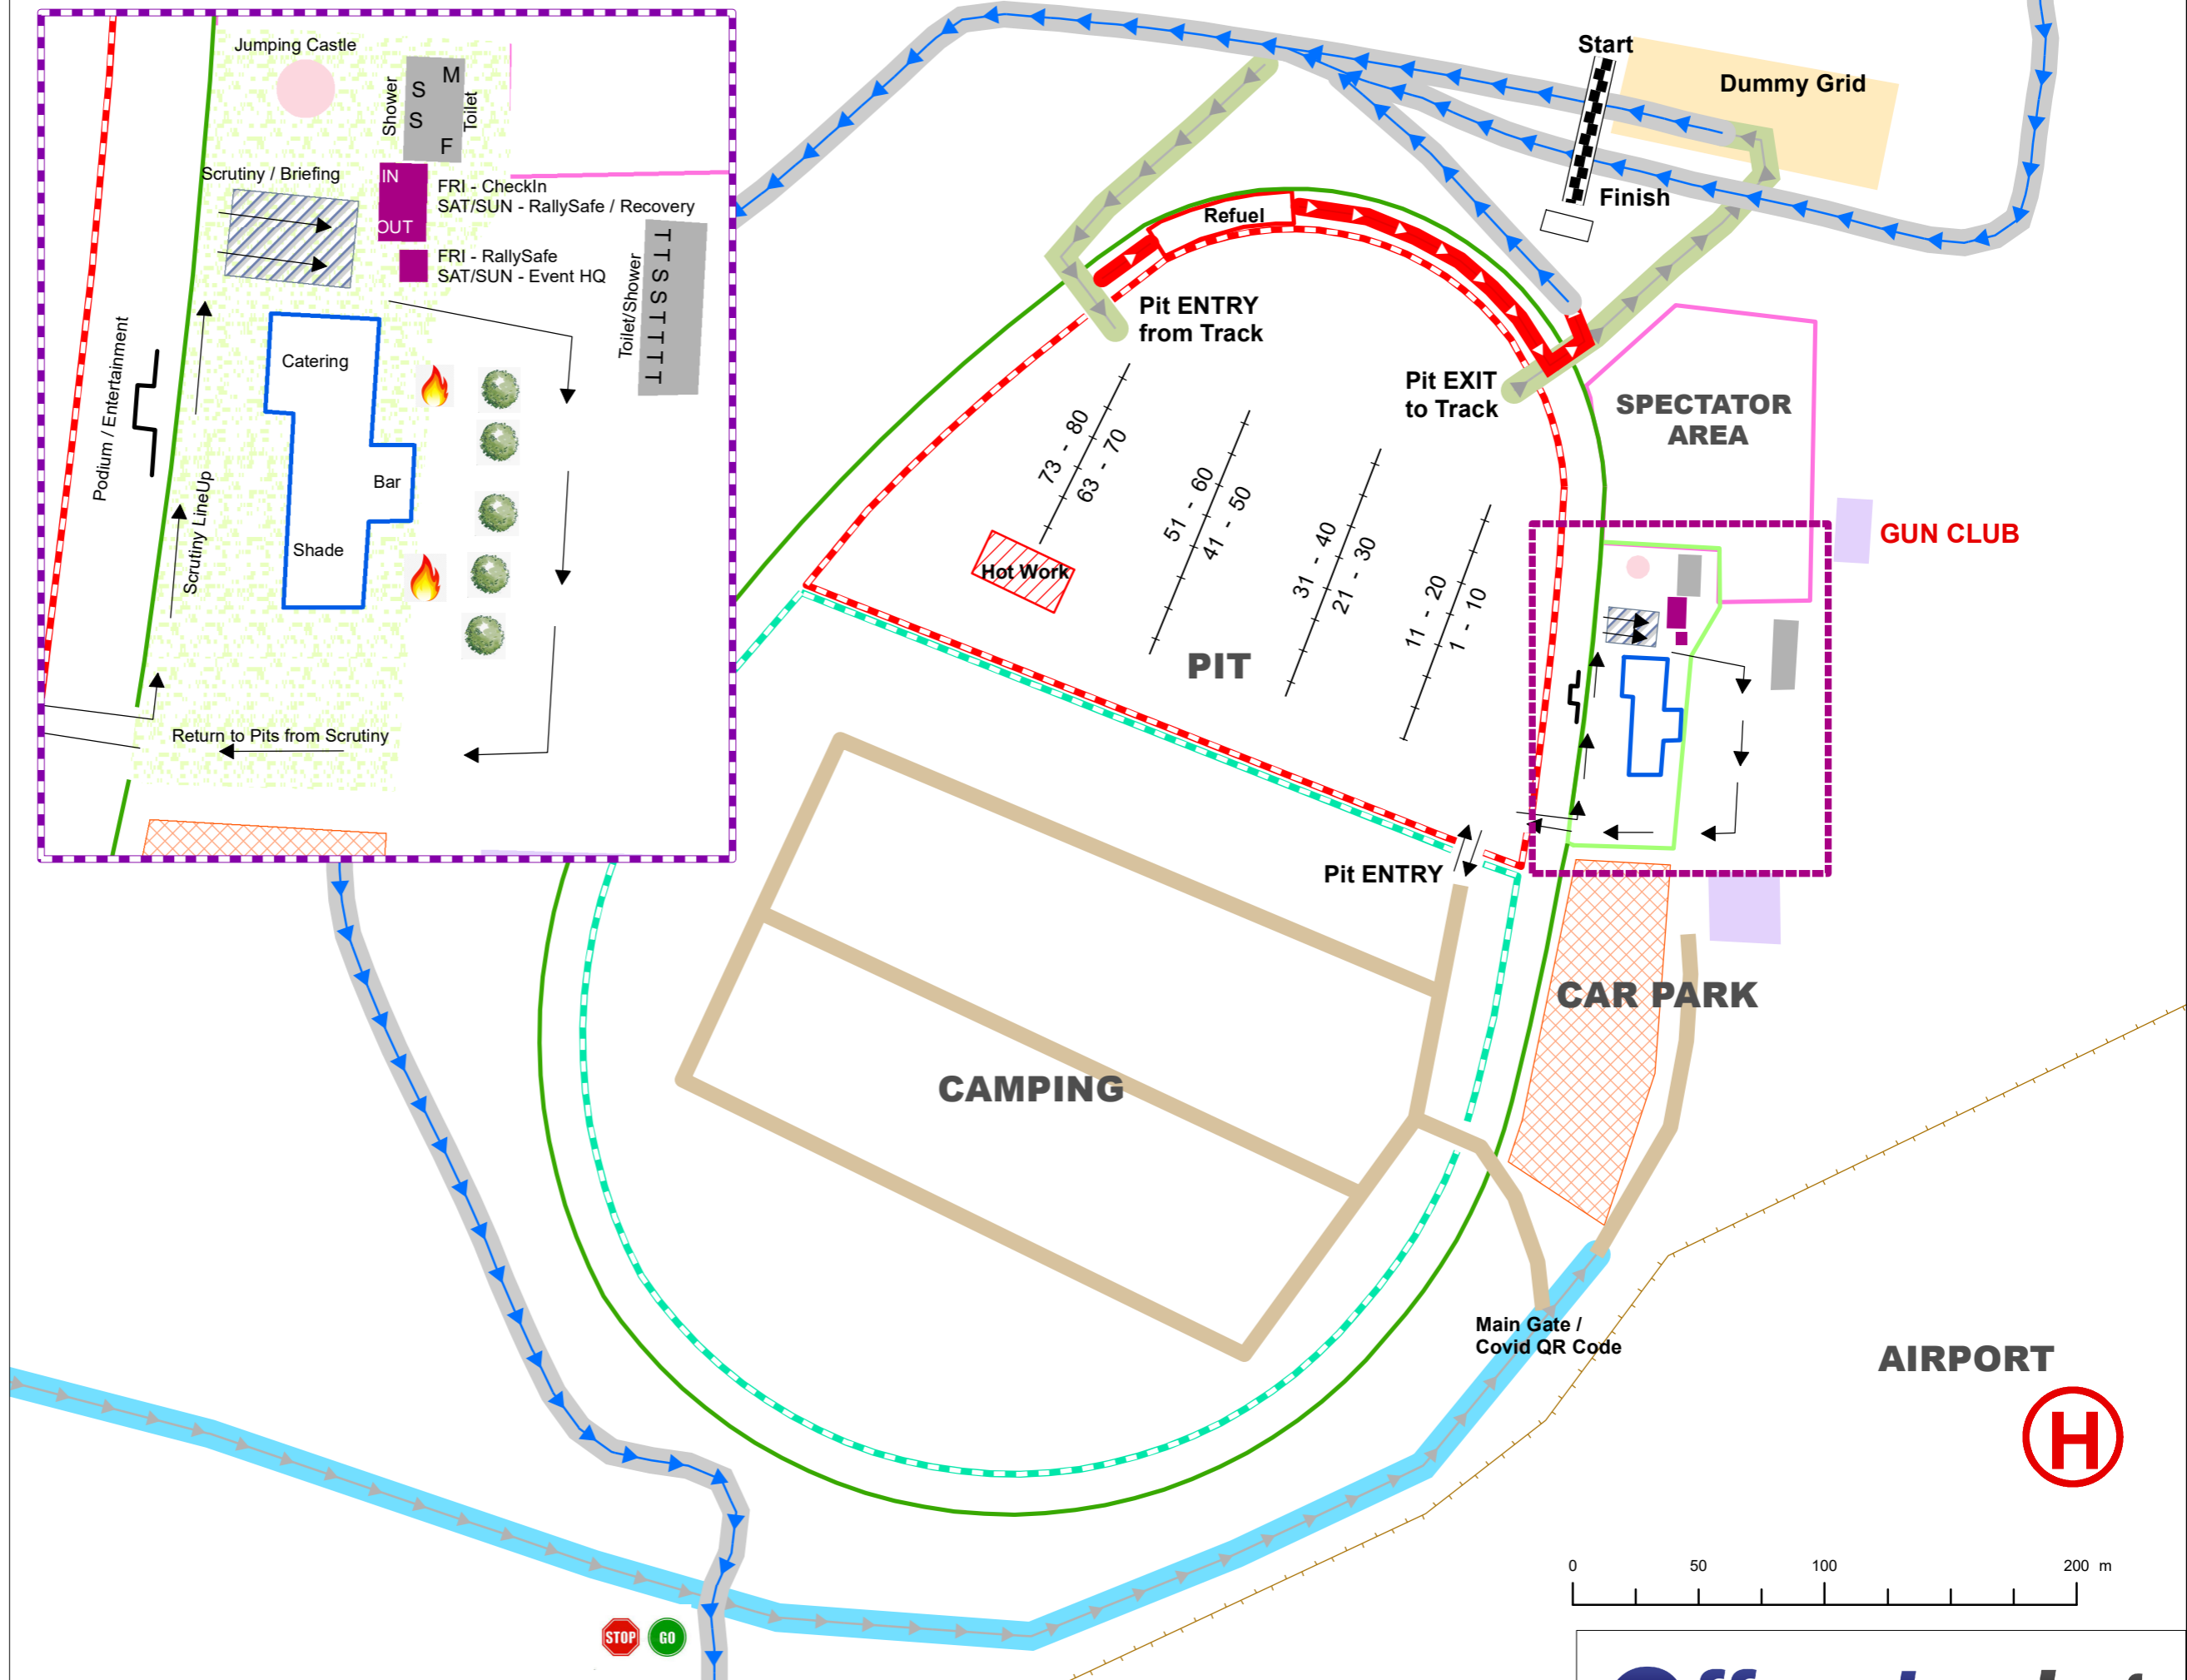 Jumping Castle
Shower
S
S
M
F
Toilet
Scrutiny / Briefing
IN
OUT
FRI - CheckIn
SAT/SUN - RallySafe / Recovery
FRI - RallySafe
SAT/SUN - Event HQ
Toilet/Shower
T T S S T T T T
Podium / Entertainment
Catering
Bar
Shade
Scrutiny LineUp
Return to Pits from Scrutiny
Start
Dummy Grid
Finish
Refuel
Pit ENTRY
from Track
Pit EXIT
to Track
SPECTATOR
AREA
GUN CLUB
73 - 80
63 - 70
51 - 60
41 - 50
31 - 40
21 - 30
11 - 20
1 - 10
Hot Work
PIT
Pit ENTRY
CAR PARK
CAMPING
Main Gate /
Covid QR Code
AIRPORT
H
0 50 100 200 m
STOP
GO